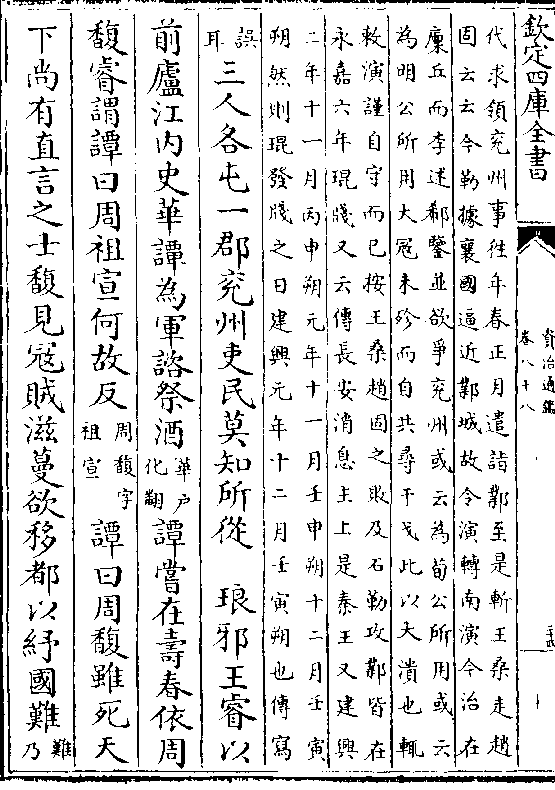 欽定四庫全書
資治通鑑
卷八十八
代求領兖州事徃年春正月遣詣鄴至是斬王桑走趙
固云云今勒據襄國逼近鄴城故令演轉南演今治在
廩丘而李述郗鑒並欲爭兖州或云為荀公所用或云
為明公所用大冦未殄而自共尋干戈此以大潰也輒
敕演謹自守而已按王桑趙固之敗及石勒攻鄴皆在
永嘉六年琨牋又云傳長安消息主上是秦王又建興
二年十一月丙申朔元年十一月壬申朔十二月壬寅
朔然則琨發牋之日建興元年十二月壬寅朔也傳寫
誤耳 三人各屯一郡兖州吏民莫知所從 琅邪王睿以
前廬江内史華譚為軍諮祭酒 華户化翻 譚嘗在壽春依周
馥睿謂譚曰周祖宣何故反 周馥字祖宣 譚曰周馥雖死天
下尚有直言之士馥見冦賊滋蔓欲移都以紓國難 難乃